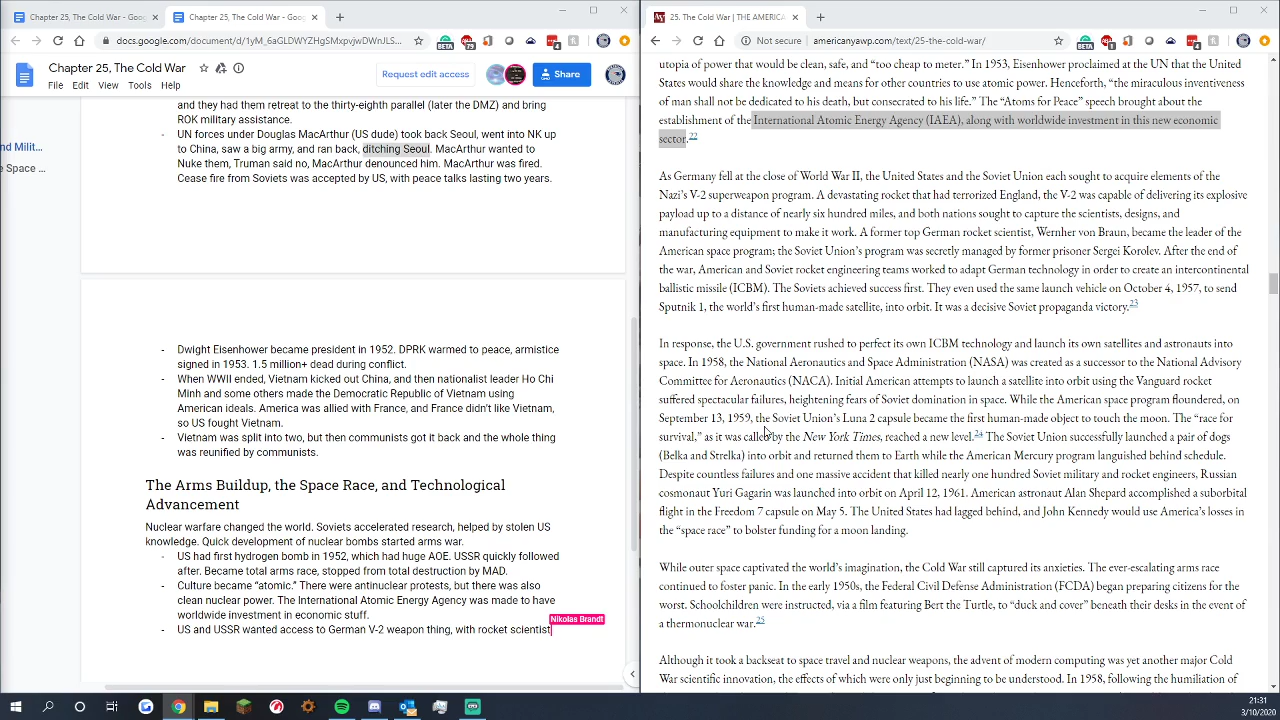 Chapter 25, The Cold War - Goog
Chapter 25, The Cold War - Goog
docs.google.com/document/d/1yM_6aGLDWYZHgSMxpvjwDWnJLS...
Chapter 25, The Cold War
File Edit View Tools Help
Request edit access
Share
nd Milit...
e Space ...
and they had them retreat to the thirty-eighth parallel (later the DMZ) and bring
ROK military assistance.
- UN forces under Douglas MacArthur (US dude) took back Seoul, went into NK up
to China, saw a big army, and ran back, ditching Seoul. MacArthur wanted to
Nuke them, Truman said no, MacArthur denounced him. MacArthur was fired.
Cease fire from Soviets was accepted by US, with peace talks lasting two years.
- Dwight Eisenhower became president in 1952. DPRK warmed to peace, armistice
signed in 1953. 1.5 million+ dead during conflict.
- When WWII ended, Vietnam kicked out China, and then nationalist leader Ho Chi
Minh and some others made the Democratic Republic of Vietnam using
American ideals. America was allied with France, and France didn't like Vietnam,
so US fought Vietnam.
- Vietnam was split into two, but then communists got it back and the whole thing
was reunified by communists.
The Arms Buildup, the Space Race, and Technological
Advancement
Nuclear warfare changed the world. Soviets accelerated research, helped by stolen US
knowledge. Quick development of nuclear bombs started arms war.
- US had first hydrogen bomb in 1952, which had huge AOE. USSR quickly followed
after. Became total arms race, stopped from total destruction by MAD.
- Culture became "atomic." There were antinuclear protests, but there was also
clean nuclear power. The International Atomic Energy Agency was made to have
worldwide investment in economic stuff.
Nikolas Brandt
- US and USSR wanted access to German V-2 weapon thing, with rocket scientist
25. The Cold War | THE AMERICA
Not secure americanyawp.com/text/25-the-cold-war/
utopia of power that would be clean, safe, and “too cheap to meter.” In 1953, Eisenhower proclaimed at the UN that the United
States would share the knowledge and means for other countries to use atomic power. Henceforth, “the miraculous inventiveness
of man shall not be dedicated to his death, but consecrated to his life.” The “Atoms for Peace” speech brought about the
establishment of the International Atomic Energy Agency (IAEA), along with worldwide investment in this new economic
sector.22
As Germany fell at the close of World War II, the United States and the Soviet Union each sought to acquire elements of the
Nazi’s V-2 superweapon program. A devastating rocket that had terrorized England, the V-2 was capable of delivering its explosive
payload up to a distance of nearly six hundred miles, and both nations sought to capture the scientists, designs, and
manufacturing equipment to make it work. A former top German rocket scientist, Wernher von Braun, became the leader of the
American space program; the Soviet Union’s program was secretly managed by former prisoner Sergei Korolev. After the end of
the war, American and Soviet rocket engineering teams worked to adapt German technology in order to create an intercontinental
ballistic missile (ICBM). The Soviets achieved success first. They even used the same launch vehicle on October 4, 1957, to send
Sputnik 1, the world’s first human-made satellite, into orbit. It was a decisive Soviet propaganda victory.23
In response, the U.S. government rushed to perfect its own ICBM technology and launch its own satellites and astronauts into
space. In 1958, the National Aeronautics and Space Administration (NASA) was created as a successor to the National Advisory
Committee for Aeronautics (NACA). Initial American attempts to launch a satellite into orbit using the Vanguard rocket
suffered spectacular failures, heightening fears of Soviet domination in space. While the American space program floundered, on
September 13, 1959, the Soviet Union’s Luna 2 capsule became the first human-made object to touch the moon. The “race for
survival,” as it was called by the New York Times, reached a new level.24 The Soviet Union successfully launched a pair of dogs
(Belka and Strelka) into orbit and returned them to Earth while the American Mercury program languished behind schedule.
Despite countless failures and one massive accident that killed nearly one hundred Soviet military and rocket engineers, Russian
cosmonaut Yuri Gagarin was launched into orbit on April 12, 1961. American astronaut Alan Shepard accomplished a suborbital
flight in the Freedom 7 capsule on May 5. The United States had lagged behind, and John Kennedy would use America’s losses in
the “space race” to bolster funding for a moon landing.
While outer space captivated the world’s imagination, the Cold War still captured its anxieties. The ever-escalating arms race
continued to foster panic. In the early 1950s, the Federal Civil Defense Administration (FCDA) began preparing citizens for the
worst. Schoolchildren were instructed, via a film featuring Bert the Turtle, to “duck and cover” beneath their desks in the event of
a thermonuclear war.25
Although it took a backseat to space travel and nuclear weapons, the advent of modern computing was yet another major Cold
War scientific innovation, the effects of which were only just beginning to be understood. In 1958, following the humiliation of
21:31
3/10/2020